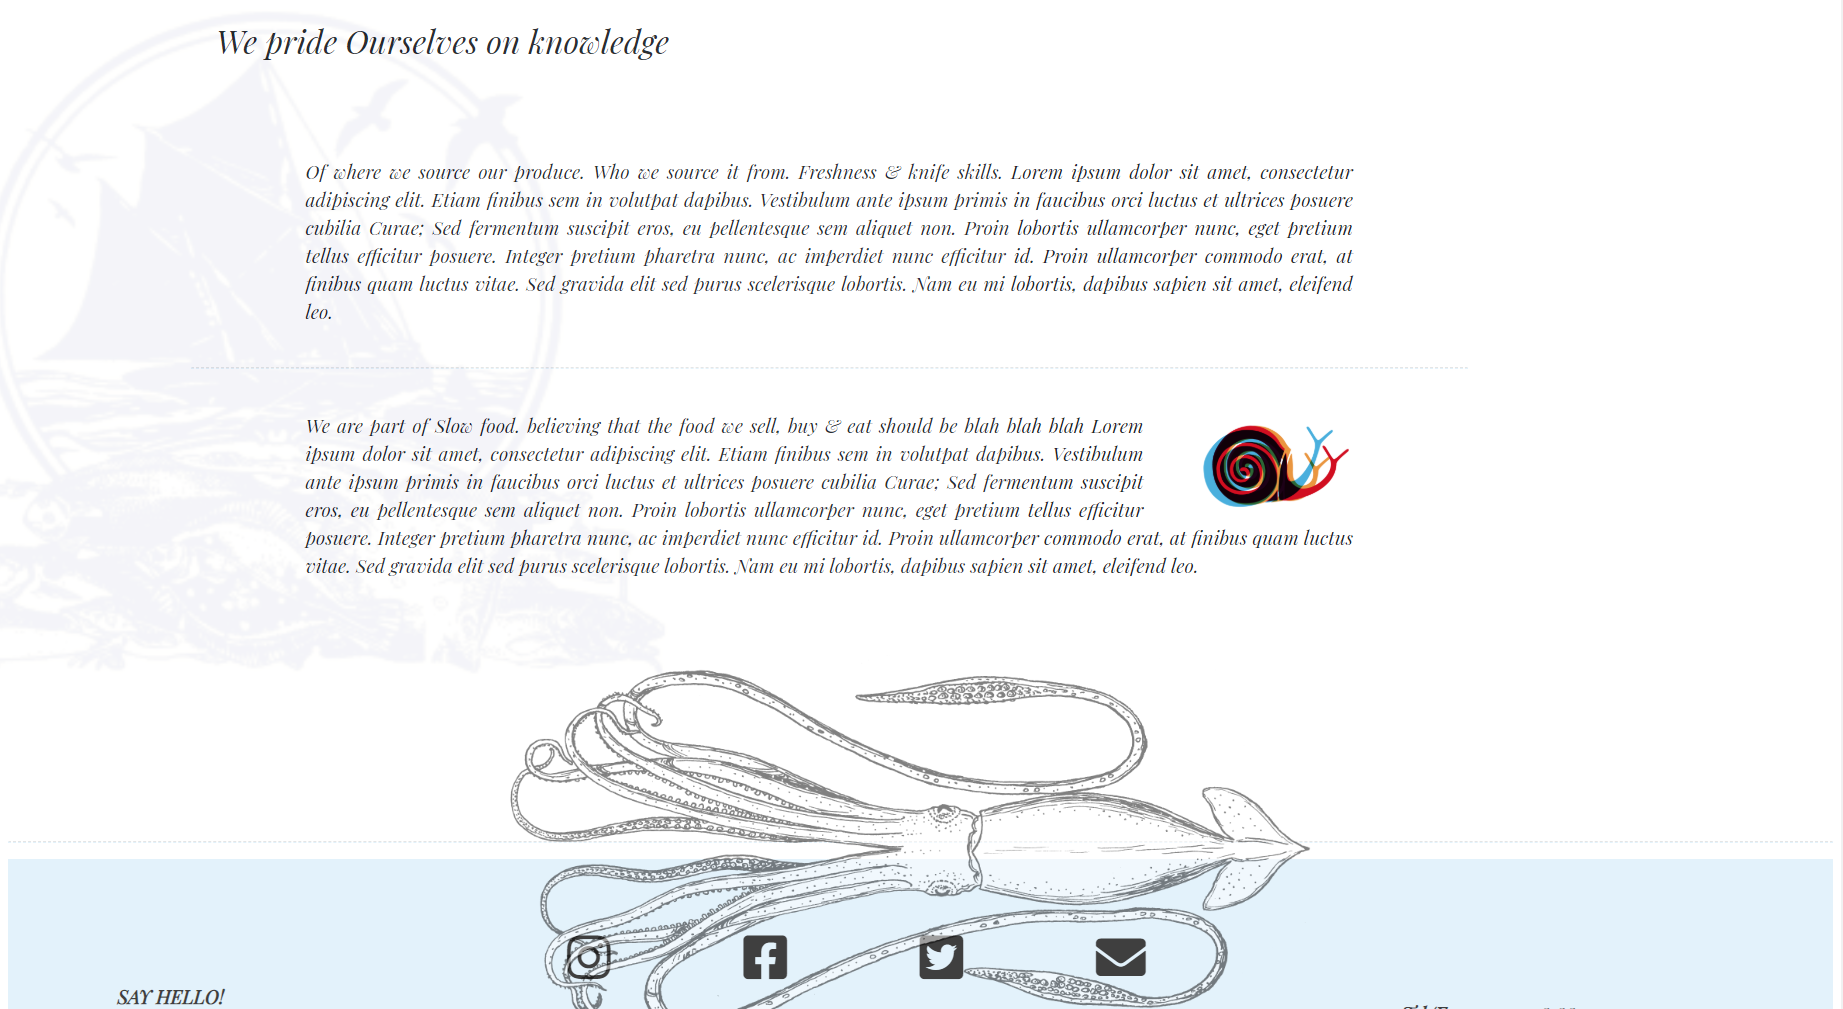 We pride Ourselves on knowledge
Of where we source our produce. Who we source it from. Freshness & knife skills. Lorem ipsum dolor sit amet, consectetur
adipiscing elit. Etiam finibus sem in volutpat dapibus. Vestibulum ante ipsum primis in faucibus orci luctus et ultrices posuere
cubilia Curae; Sed fermentum suscipit eros, eu pellentesque sem aliquet non. Proin lobortis ullamcorper nunc, eget pretium
tellus efficitur posuere. Integer pretium pharetra nunc, ac imperdiet nunc efficitur id. Proin ullamcorper commodo erat, at
finibus quam luctus vitae. Sed gravida elit sed purus scelerisque lobortis. Nam eu mi lobortis, dapibus sapien sit amet, eleifend
leo.
We are part of Slow food. believing that the food we sell, buy & eat should be blah blah blah Lorem
ipsum dolor sit amet, consectetur adipiscing elit. Etiam finibus sem in volutpat dapibus. Vestibulum
ante ipsum primis in faucibus orci luctus et ultrices posuere cubilia Curae; Sed fermentum suscipit
eros, eu pellentesque sem aliquet non. Proin lobortis ullamcorper nunc, eget pretium tellus efficitur
posuere. Integer pretium pharetra nunc, ac imperdiet nunc efficitur id. Proin ullamcorper commodo erat, at finibus quam luctus
vitae. Sed gravida elit sed purus scelerisque lobortis. Nam eu mi lobortis, dapibus sapien sit amet, eleifend leo.
SAY HELLO!